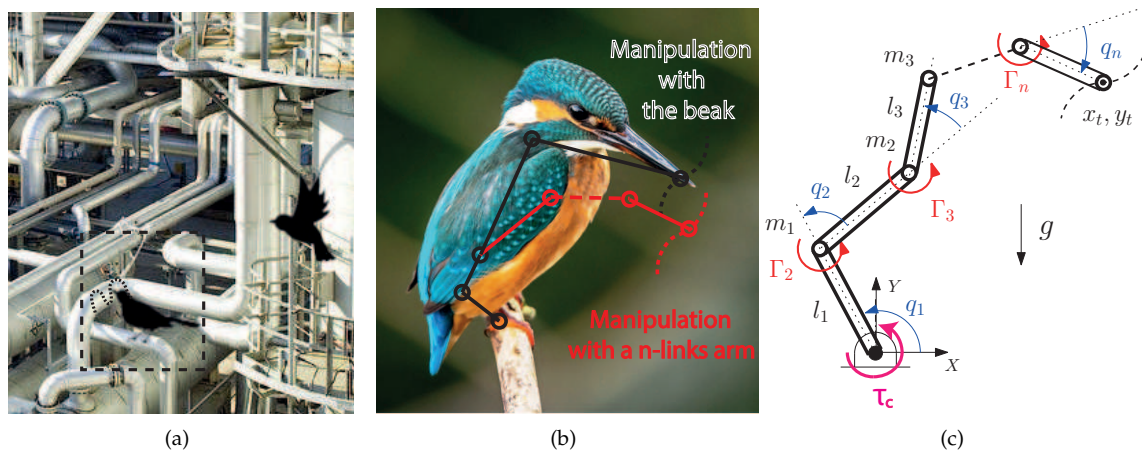 Manipulation
with
the beak
Manipulation
with a n-links arm
m₃
qₙ
Γₙ
l₃
q₃
xₜ, yₜ
m₂
l₂
q₂
Γ₃
m₁
g
Γ₂
Y
l₁
q₁
X
τc
(a)
(b)
(c)